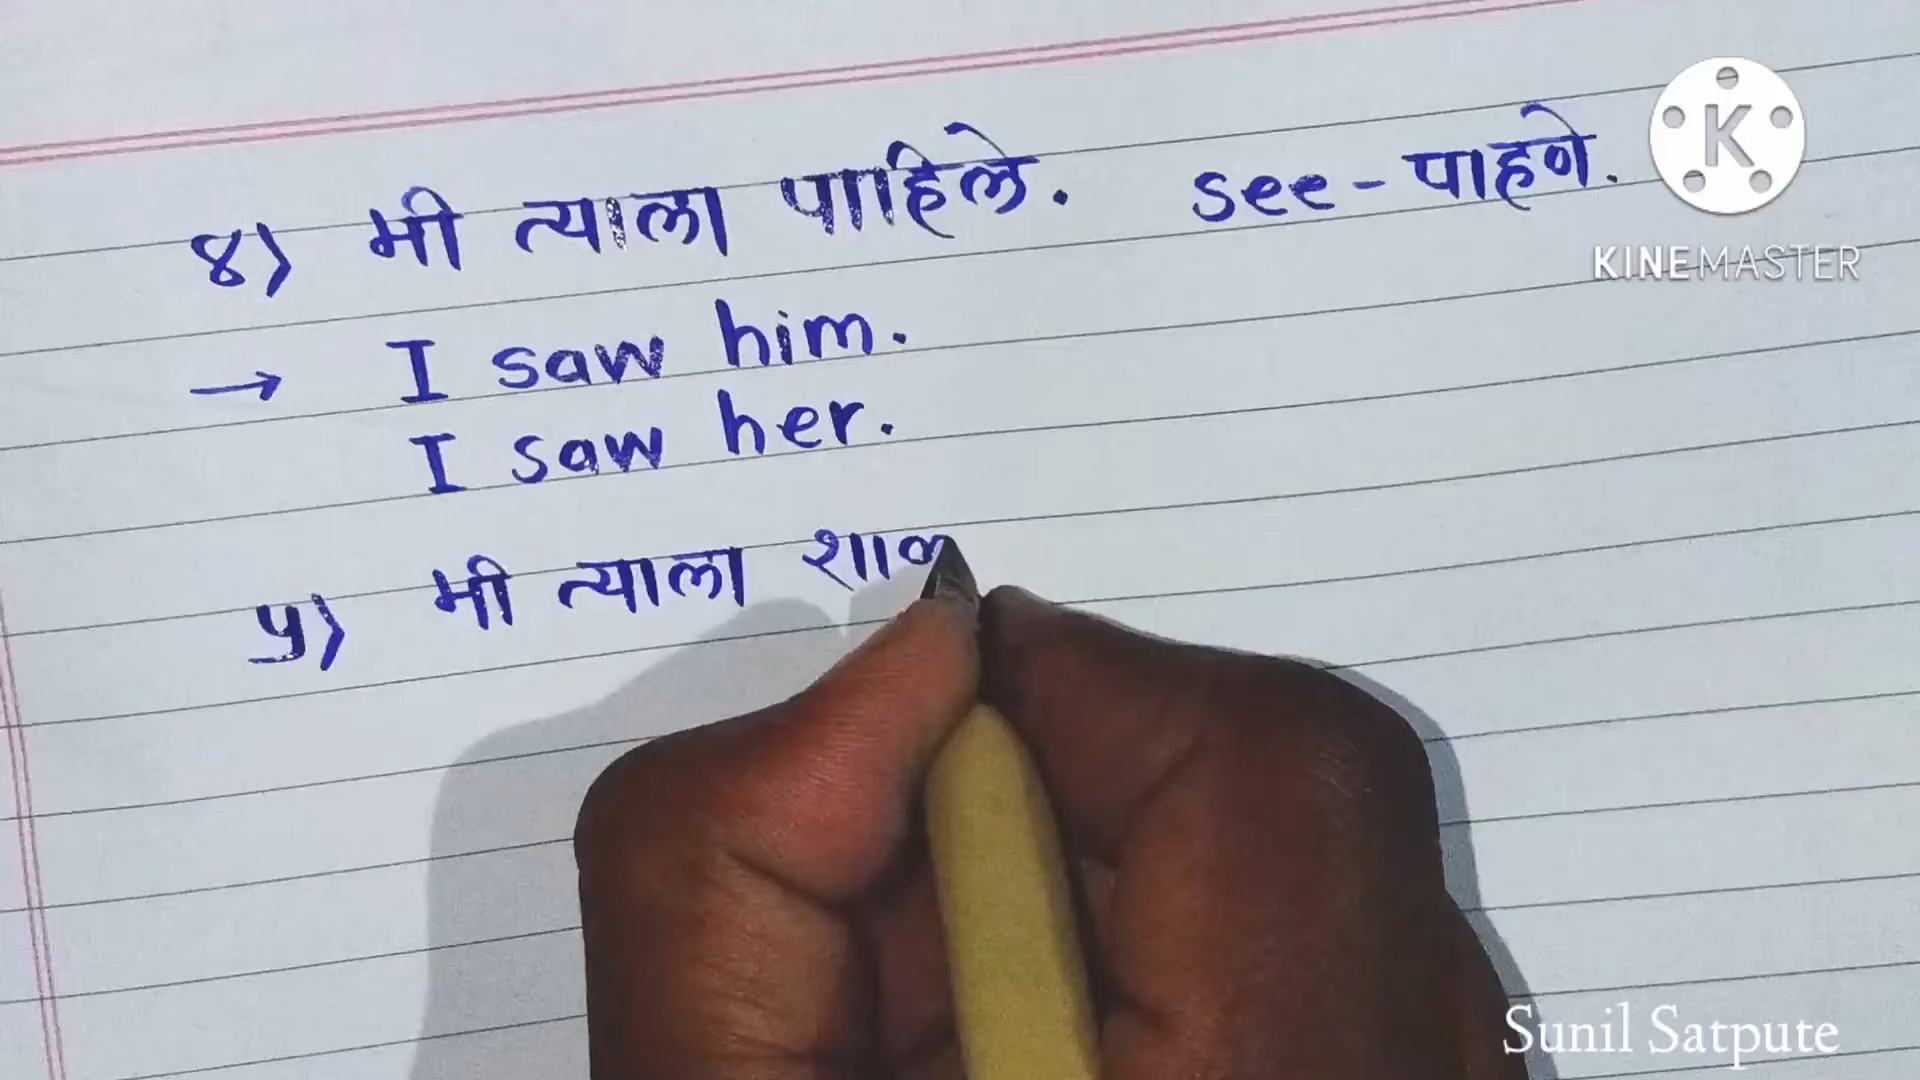 ४) मी त्याला पाहिले. see - पाहणे.
→ I saw him.
I saw her.
५) मी त्याला
K
KINEMASTER
Sunil Satpute